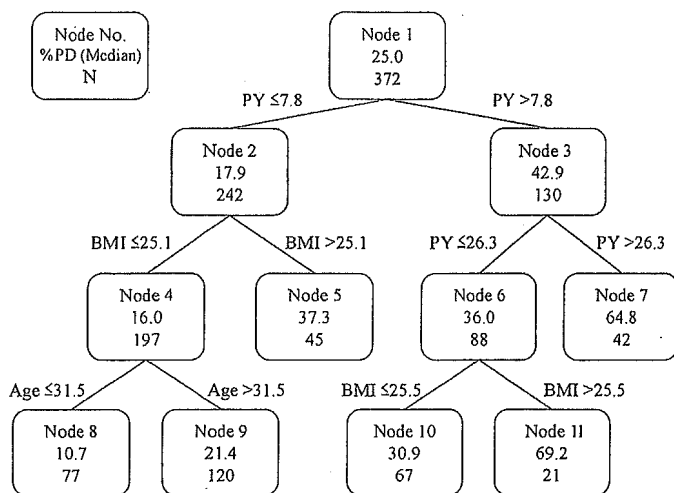 Node No.
%PD (Median)
N
Node 1
25.0
372
PY ≤7.8
PY >7.8
Node 2
17.9
242
Node 3
42.9
130
BMI ≤25.1
BMI >25.1
PY ≤26.3
PY >26.3
Node 4
16.0
197
Node 5
37.3
45
Node 6
36.0
88
Node 7
64.8
42
Age ≤31.5
Age >31.5
BMI ≤25.5
BMI >25.5
Node 8
10.7
77
Node 9
21.4
120
Node 10
30.9
67
Node 11
69.2
21